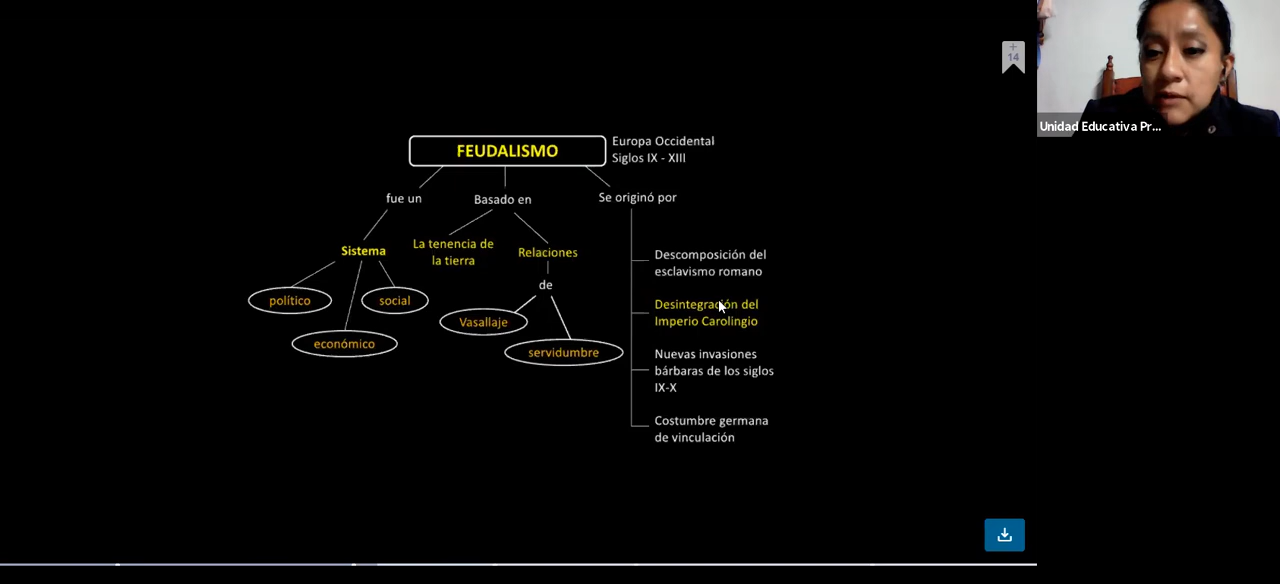 +
14
Unidad Educativa Pr...
FEUDALISMO
Europa Occidental
Siglos IX - XIII
fue un
Basado en
Se originó por
Sistema
La tenencia de
la tierra
Relaciones
de
político
social
económico
Vasallaje
servidumbre
Descomposición del
esclavismo romano
Desintegración del
Imperio Carolingio
Nuevas invasiones
bárbaras de los siglos
IX-X
Costumbre germana
de vinculación